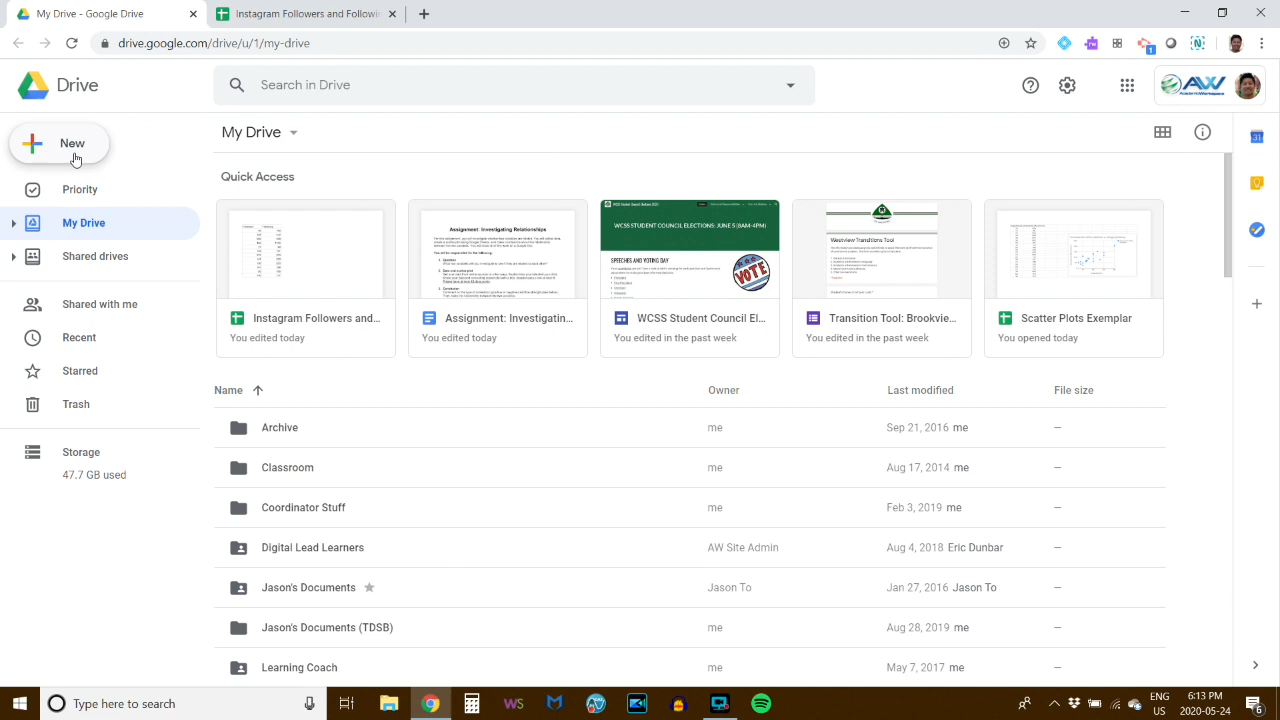 My Drive - Google Drive
Instagram Followers and Followi
drive.google.com/drive/u/1/my-drive
1
Drive
Search in Drive
AW
AcademicWorkspace
New
My Drive
31
Priority
My Drive
Shared drives
Shared with me
Recent
Starred
Trash
Storage
47.7 GB used
Quick Access
Assignment: Investigating Relationships
WCSS STUDENT COUNCIL ELECTIONS: JUNE 5 (8AM-4PM)
SPEECHES AND VOTING DAY
VOTE
Westview Transitions Tool
Instagram Followers and...
You edited today
Assignment: Investigatin...
You edited today
WCSS Student Council El...
You edited in the past week
Transition Tool: Brookvie...
You edited in the past week
Scatter Plots Exemplar
You opened today
Name
Owner
Last modified
File size
Archive
me
Sep 21, 2016 me
—
Classroom
me
Aug 17, 2014 me
—
Coordinator Stuff
me
Feb 3, 2019 me
—
Digital Lead Learners
AW Site Admin
Aug 4, 2018 Eric Dunbar
—
Jason's Documents
Jason To
Jan 27, 2016 Jason To
—
Jason's Documents (TDSB)
me
Aug 28, 2019 me
—
Learning Coach
me
May 7, 2017 me
—
Type here to search
WS
ENG
US
6:13 PM
2020-05-24
6